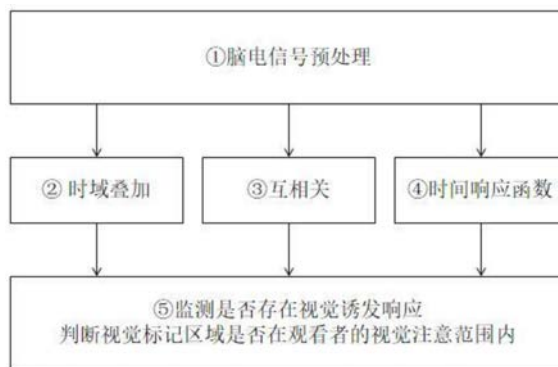 ①脑电信号预处理
② 时域叠加
③互相关
④时间响应函数
⑤监测是否存在视觉诱发响应
判断视觉标记区域是否在观看者的视觉注意范围内